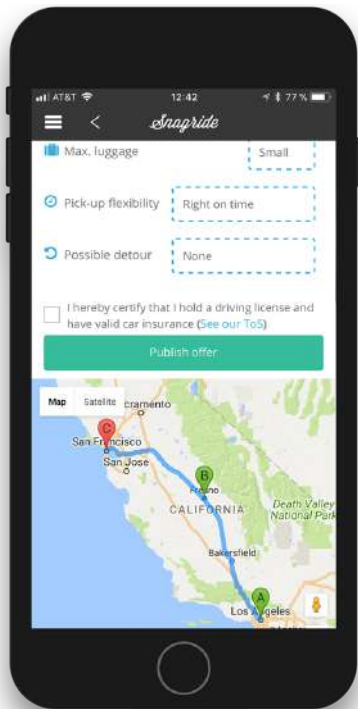 AT&T 12:42 77%
Snagride
Max. luggage Small
Pick-up flexibility Right on time
Possible detour None
I hereby certify that I hold a driving license and
have valid car insurance (See our ToS)
Publish offer
Map Satellite cramento
C
San Francisco
San Jose
B
Fresno
CALIFORNIA
Death Valley
National Park
Bakersfield
A
Los Angeles